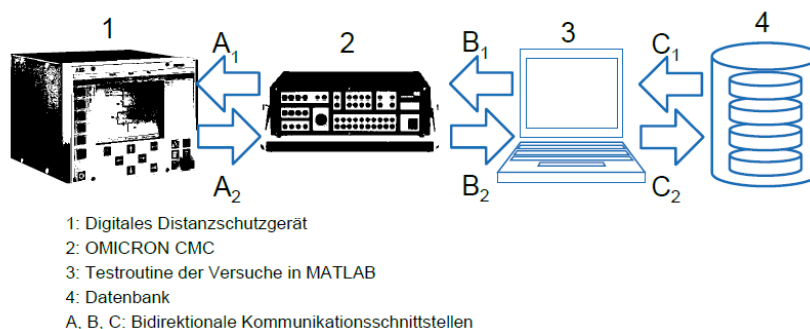 1
2
3
4
A1
B1
C1
A2
B2
C2
1: Digitales Distanzschutzgerät
2: OMICRON CMC
3: Testroutine der Versuche in MATLAB
4: Datenbank
A, B, C: Bidirektionale Kommunikationsschnittstellen